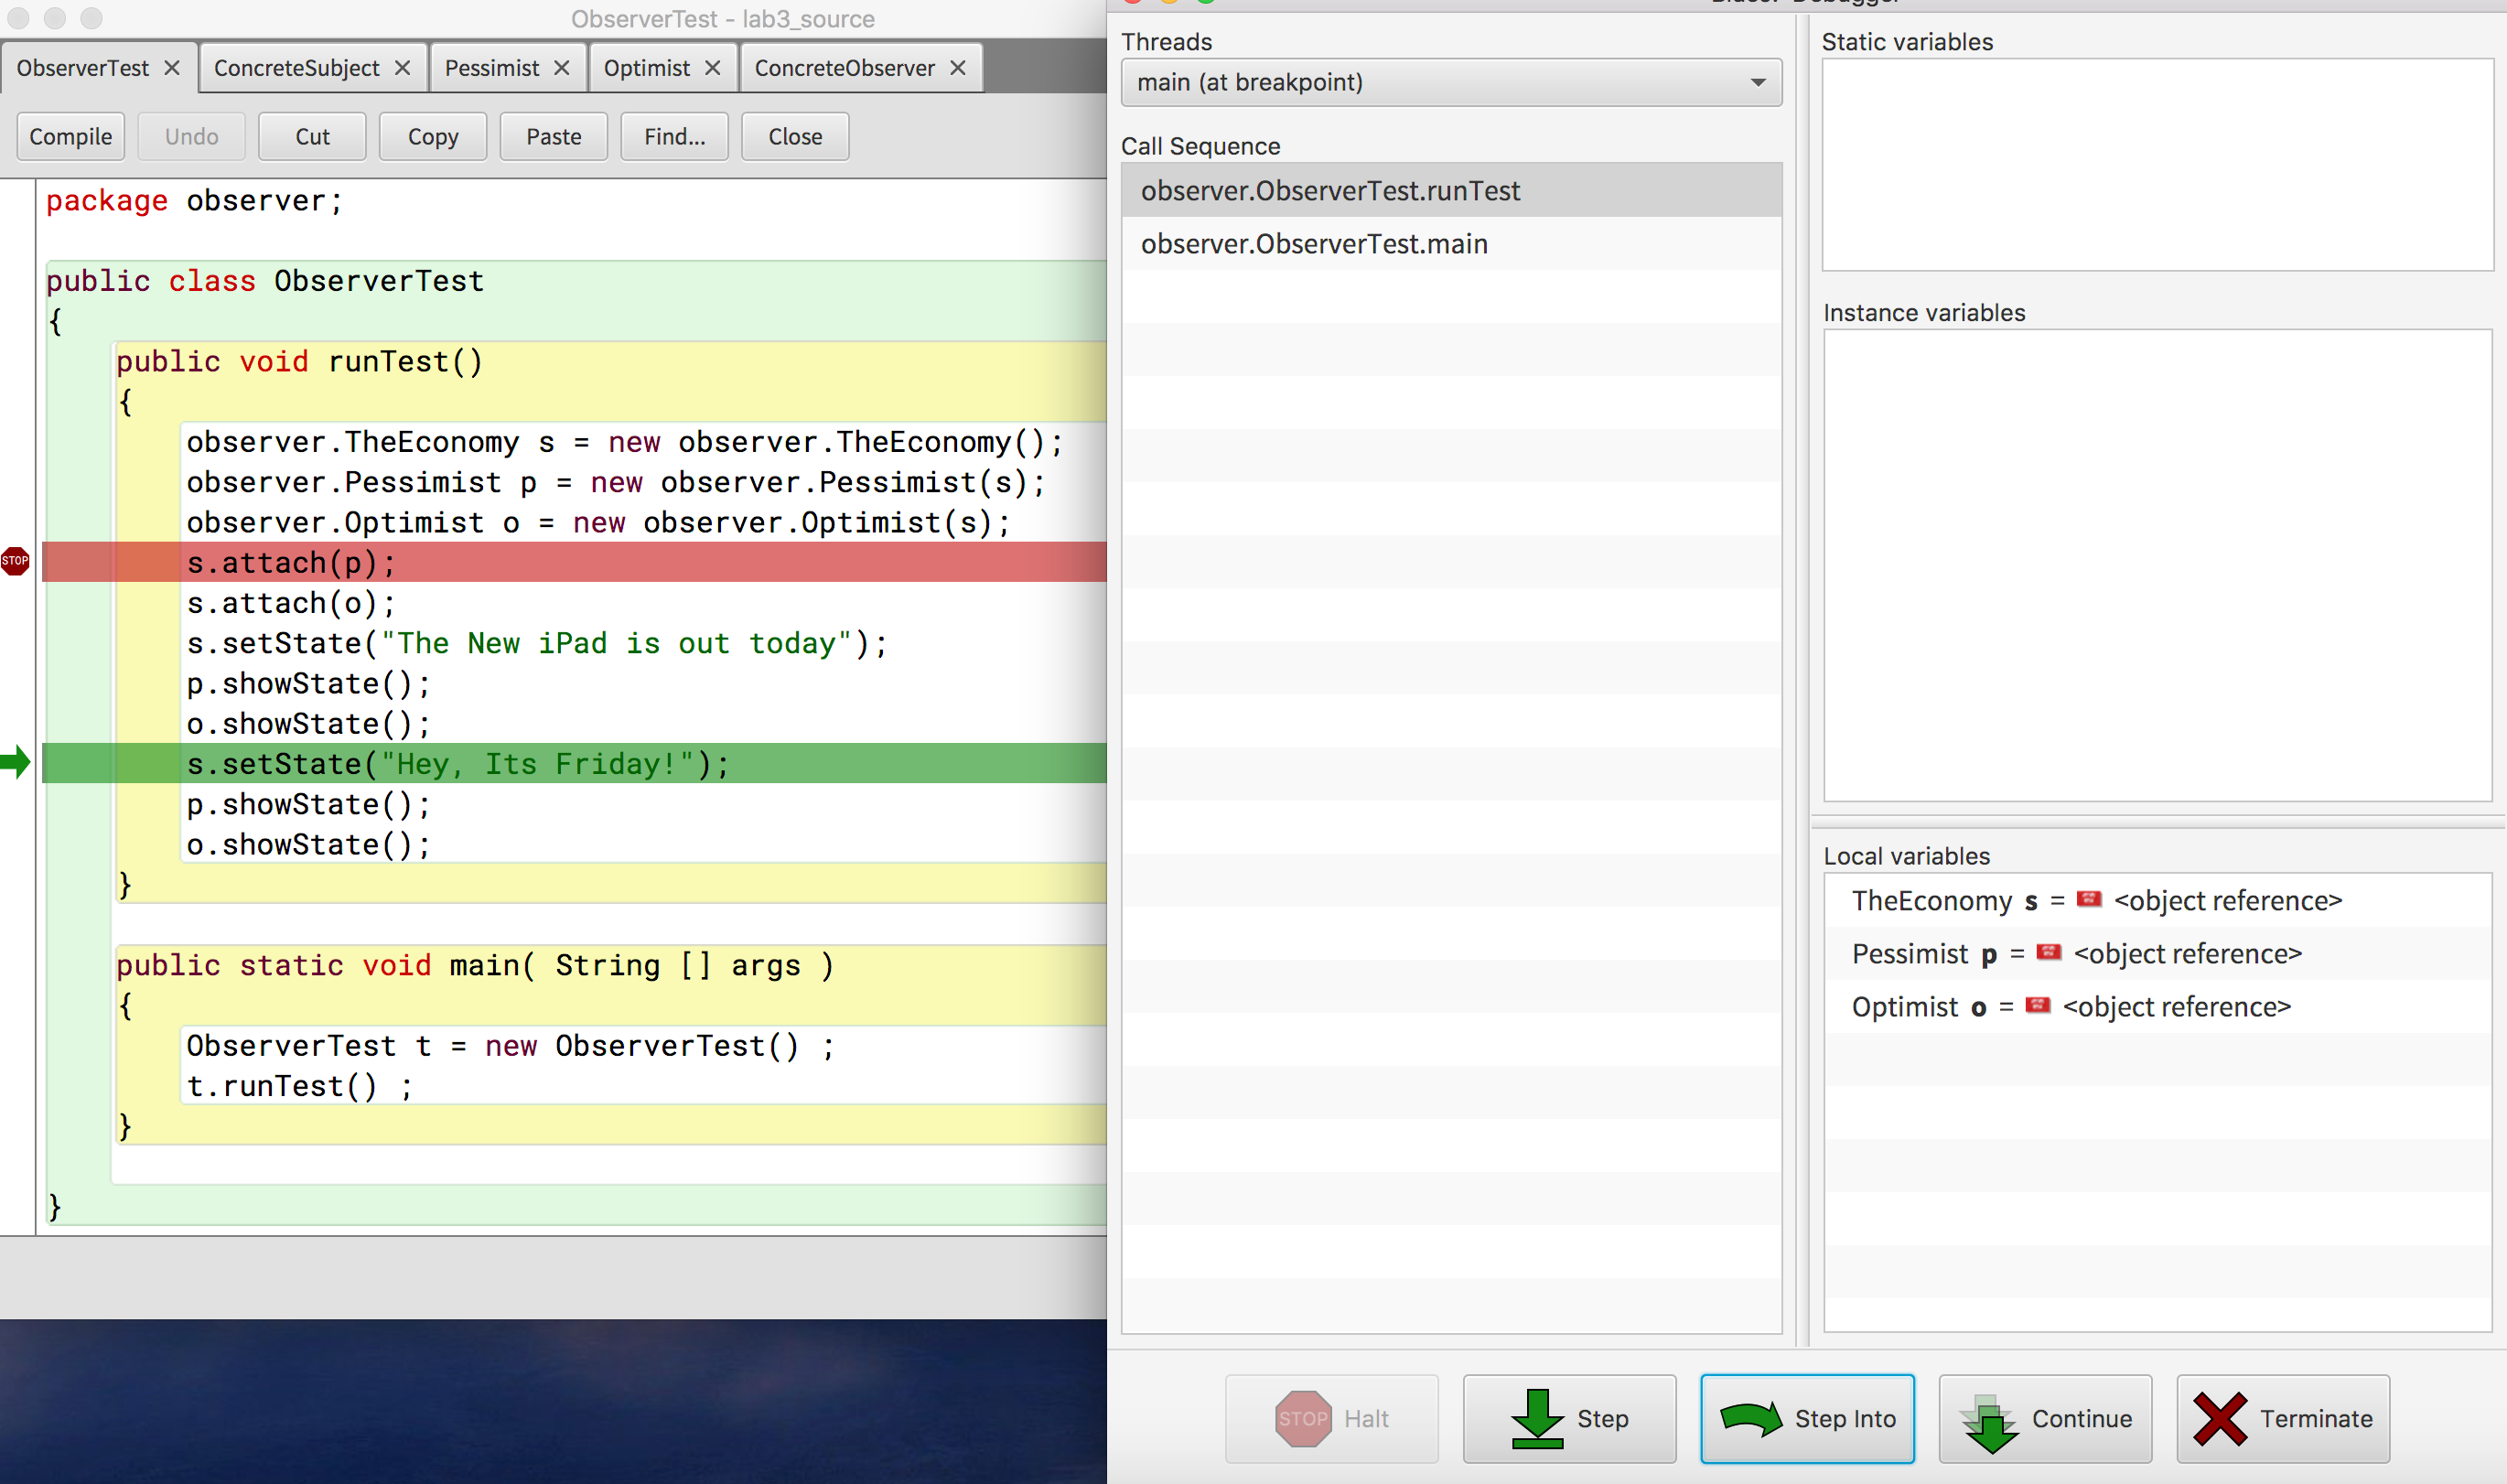 ObserverTest - lab3_source
ObserverTest
ConcreteSubject
Pessimist
Optimist
ConcreteObserver
Compile
Undo
Cut
Copy
Paste
Find...
Close
package observer;
public class ObserverTest
{
public void runTest()
{
observer.TheEconomy s = new observer.TheEconomy();
observer.Pessimist p = new observer.Pessimist(s);
observer.Optimist o = new observer.Optimist(s);
STOP
s.attach(p);
s.attach(o);
s.setState("The New iPad is out today");
p.showState();
o.showState();
s.setState("Hey, Its Friday!");
p.showState();
o.showState();
}
public static void main( String [] args )
{
ObserverTest t = new ObserverTest() ;
t.runTest() ;
}
}
Threads
main (at breakpoint)
Call Sequence
observer.ObserverTest.runTest
observer.ObserverTest.main
Static variables
Instance variables
Local variables
TheEconomy s = <object reference>
Pessimist p = <object reference>
Optimist o = <object reference>
STOP
Halt
Step
Step Into
Continue
Terminate